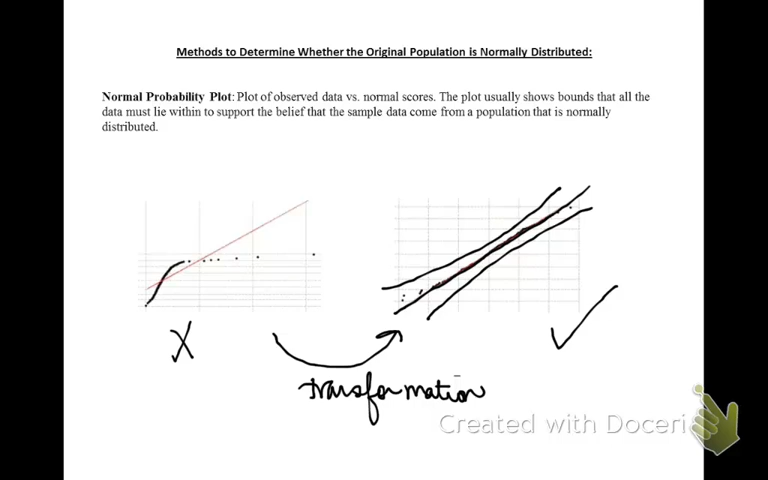 Methods to Determine Whether the Original Population is Normally Distributed:
Normal Probability Plot: Plot of observed data vs. normal scores. The plot usually shows bounds that all the
data must lie within to support the belief that the sample data come from a population that is normally
distributed.
X
transformation
Created with Doceri